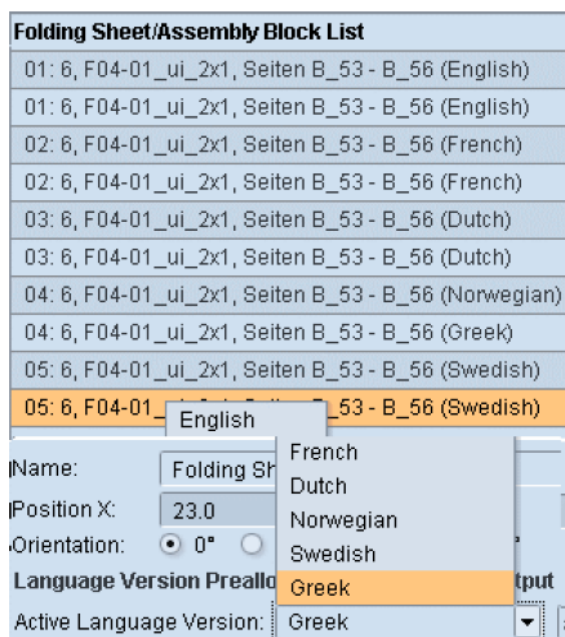 Folding Sheet/Assembly Block List
01: 6, F04-01_ui_2x1, Seiten B_53 - B_56 (English)
01: 6, F04-01_ui_2x1, Seiten B_53 - B_56 (English)
02: 6, F04-01_ui_2x1, Seiten B_53 - B_56 (French)
02: 6, F04-01_ui_2x1, Seiten B_53 - B_56 (French)
03: 6, F04-01_ui_2x1, Seiten B_53 - B_56 (Dutch)
03: 6, F04-01_ui_2x1, Seiten B_53 - B_56 (Dutch)
04: 6, F04-01_ui_2x1, Seiten B_53 - B_56 (Norwegian)
04: 6, F04-01_ui_2x1, Seiten B_53 - B_56 (Greek)
05: 6, F04-01_ui_2x1, Seiten B_53 - B_56 (Swedish)
05: 6, F04-01_ _53 - B_56 (Swedish)
English
French
Name: Folding Sh
Dutch
Position X: 23.0
Norwegian
Orientation: 0°
Swedish
Language Version Preallo Greek tput
Active Language Version: Greek